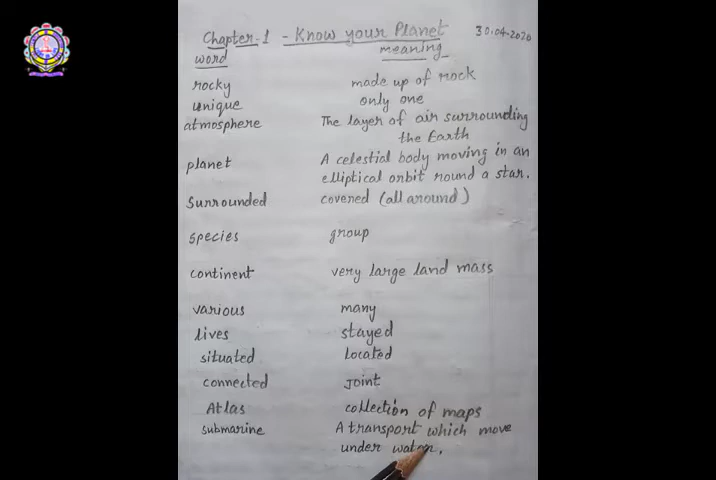 Chapter-1 - Know your Planet 30.04.2020
word meaning
rocky made up of rock
unique only one
atmosphere The layer of air surrounding
the Earth
planet A celestial body moving in an
elliptical orbit round a star.
Surrounded covered (all around)
species group
continent very large land mass
various many
lives stayed
situated Located
connected Joint
Atlas collection of maps
submarine A transport which move
under water.